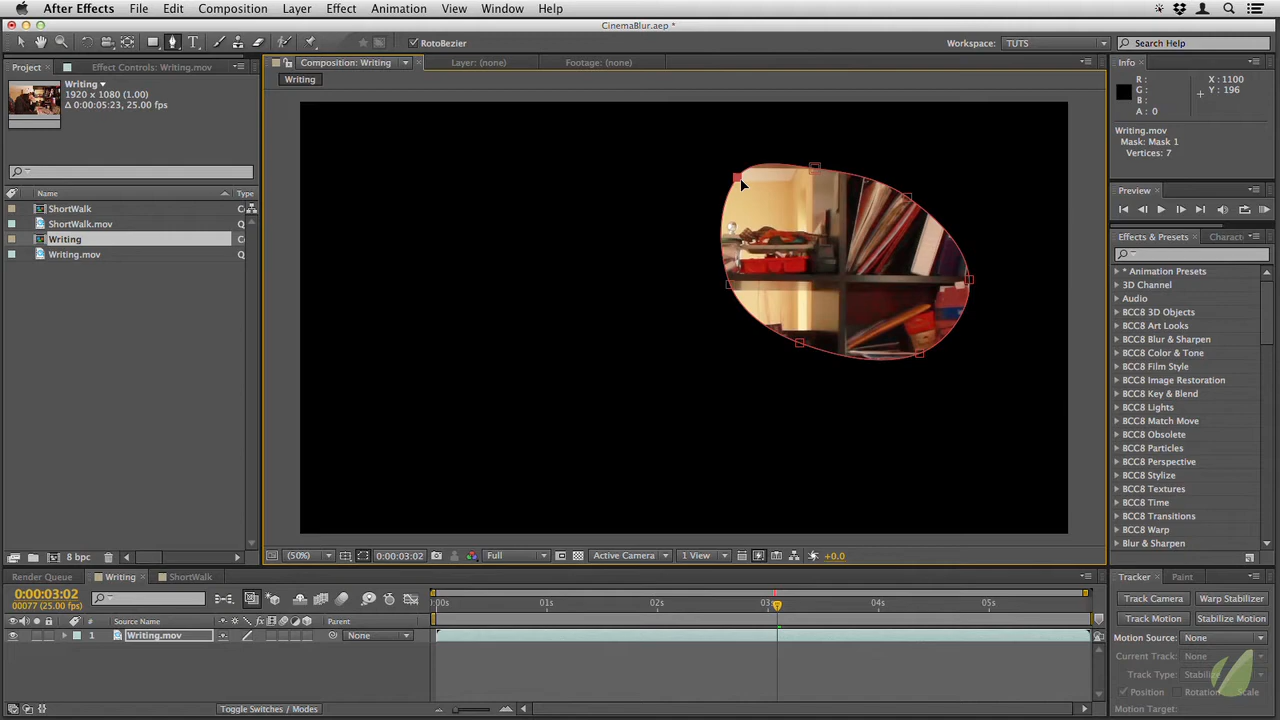 After Effects File Edit Composition Layer Effect Animation View Window Help
CinemaBlur.aep *
RotoBezier
Workspace: TUTS
Search Help
Project
Effect Controls: Writing.mov
Composition: Writing
Layer: (none)
Footage: (none)
Info
Writing
Writing
1920 x 1080 (1.00)
Δ 0:00:05:23, 25.00 fps
R :
G :
B :
A : 0
X : 1100
Y : 196
Writing.mov
Mask: Mask 1
Vertices: 7
Name
Type
ShortWalk
ShortWalk.mov
Writing
Writing.mov
Preview
Effects & Presets
Charact
* Animation Presets
3D Channel
Audio
BCC8 3D Objects
BCC8 Art Looks
BCC8 Blur & Sharpen
BCC8 Color & Tone
BCC8 Film Style
BCC8 Image Restoration
BCC8 Key & Blend
BCC8 Lights
BCC8 Match Move
BCC8 Obsolete
BCC8 Particles
BCC8 Perspective
BCC8 Stylize
BCC8 Textures
BCC8 Time
BCC8 Transitions
BCC8 Warp
Blur & Sharpen
8 bpc
(50%)
0:00:03:02
Full
Active Camera
1 View
+0.0
Render Queue
Writing
ShortWalk
0:00:03:02
00077 (25.00 fps)
:00s 01s 02s 03s 04s 05s
# Source Name
Parent
1 Writing.mov
None
Toggle Switches / Modes
Tracker
Paint
Track Camera
Warp Stabilizer
Track Motion
Stabilize Motion
Motion Source: None
Current Track: None
Track Type: Stabiliz
Position
Rotation
Scale
Motion Target: